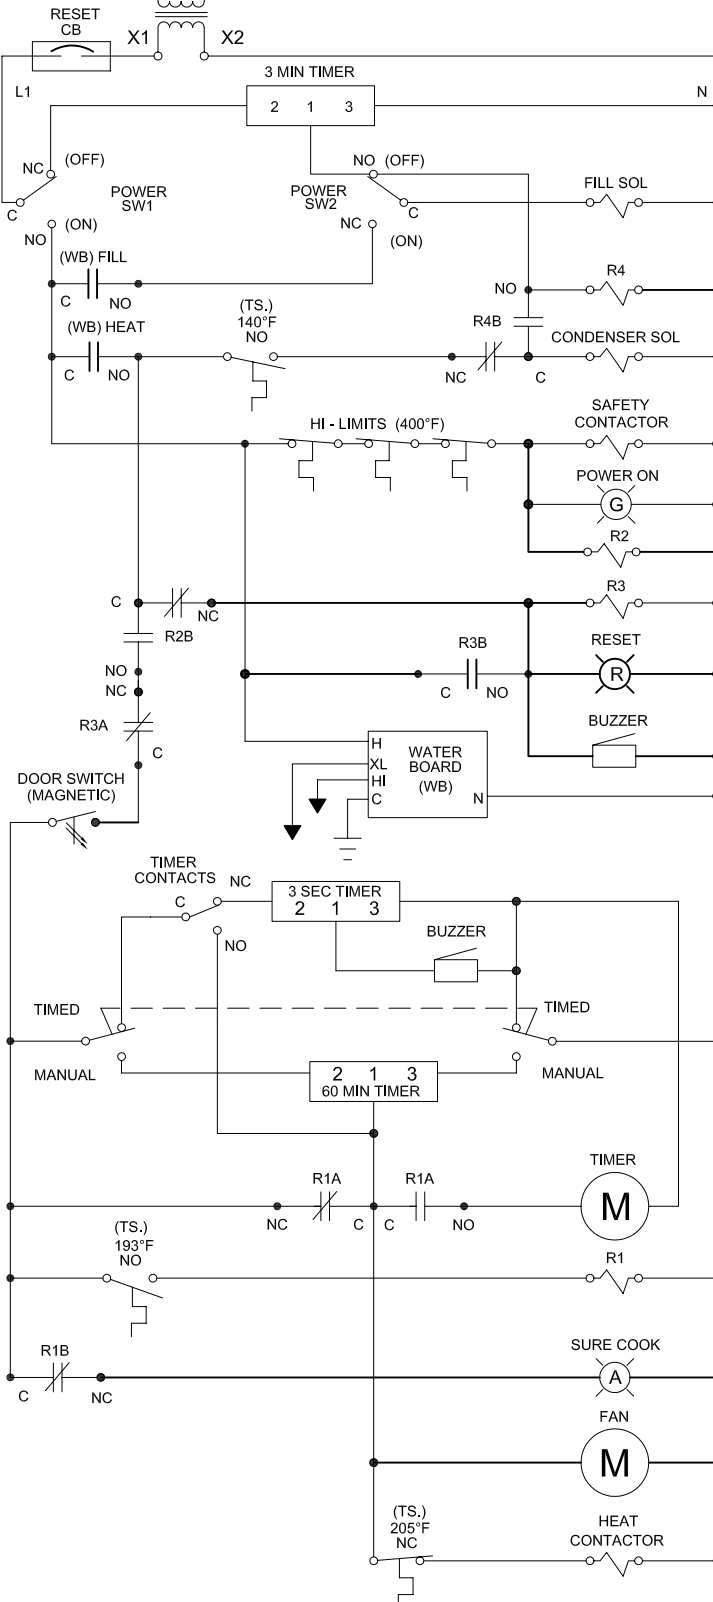 RESET
CB
X1
X2
L1
3 MIN TIMER
N
2 1 3
NC
(OFF)
NO (OFF)
POWER
SW1
POWER
SW2
FILL SOL
C
C
(ON)
NO
NC
(ON)
(WB) FILL
C
NO
NO
R4
(TS.)
140°F
NO
(WB) HEAT
R4B
CONDENSER SOL
C
NO
NC
C
HI - LIMITS (400°F)
SAFETY
CONTACTOR
POWER ON
G
R2
C
NC
R2B
R3
R3B
RESET
NO
NC
C
NO
R
R3A
C
BUZZER
H
XL
HI
C
WATER
BOARD
(WB)
N
DOOR SWITCH
(MAGNETIC)
TIMER
CONTACTS
NC
C
3 SEC TIMER
2 1 3
NO
BUZZER
TIMED
TIMED
MANUAL
2 1 3
60 MIN TIMER
MANUAL
R1A
R1A
TIMER
M
NC
C
C
NO
(TS.)
193°F
NO
R1
R1B
SURE COOK
C
NC
A
FAN
M
(TS.)
205°F
NC
HEAT
CONTACTOR